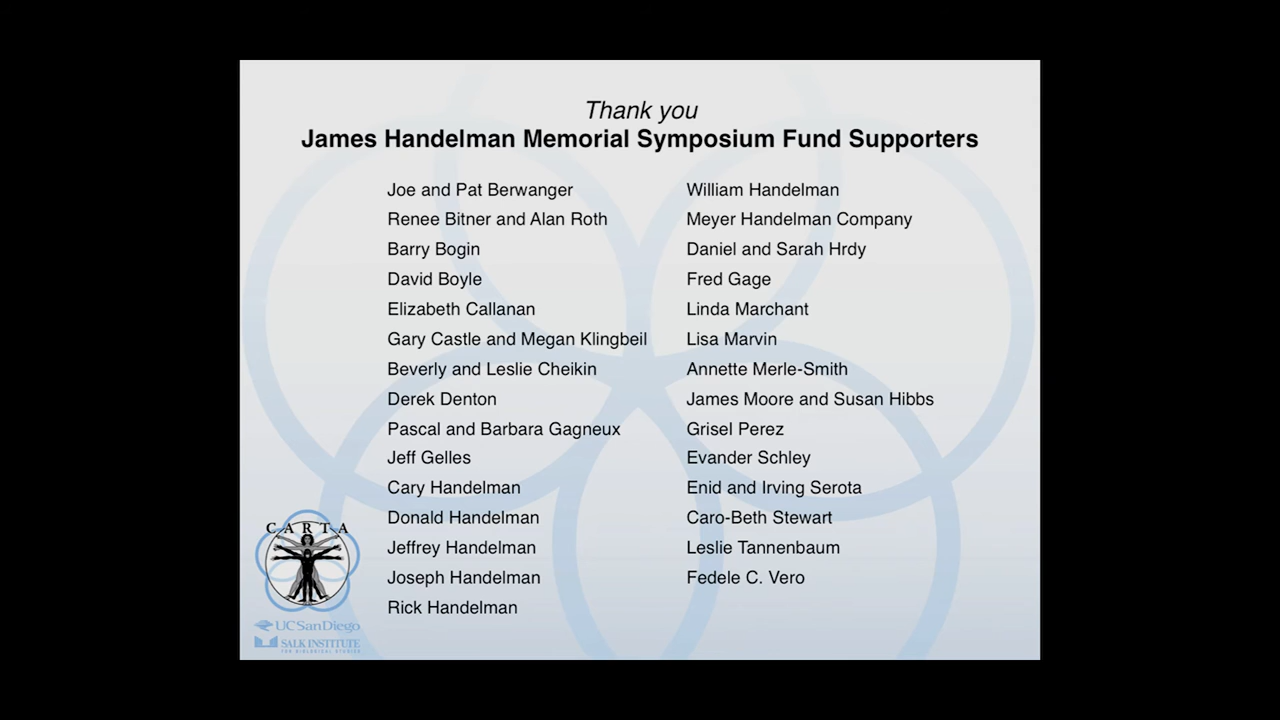 Thank you
James Handelman Memorial Symposium Fund Supporters
Joe and Pat Berwanger
Renee Bitner and Alan Roth
Barry Bogin
David Boyle
Elizabeth Callanan
Gary Castle and Megan Klingbeil
Beverly and Leslie Cheikin
Derek Denton
Pascal and Barbara Gagneux
Jeff Gelles
Cary Handelman
Donald Handelman
Jeffrey Handelman
Joseph Handelman
Rick Handelman
William Handelman
Meyer Handelman Company
Daniel and Sarah Hrdy
Fred Gage
Linda Marchant
Lisa Marvin
Annette Merle-Smith
James Moore and Susan Hibbs
Grisel Perez
Evander Schley
Enid and Irving Serota
Caro-Beth Stewart
Leslie Tannenbaum
Fedele C. Vero
CARTA
UC San Diego
SALK INSTITUTE
FOR BIOLOGICAL STUDIES